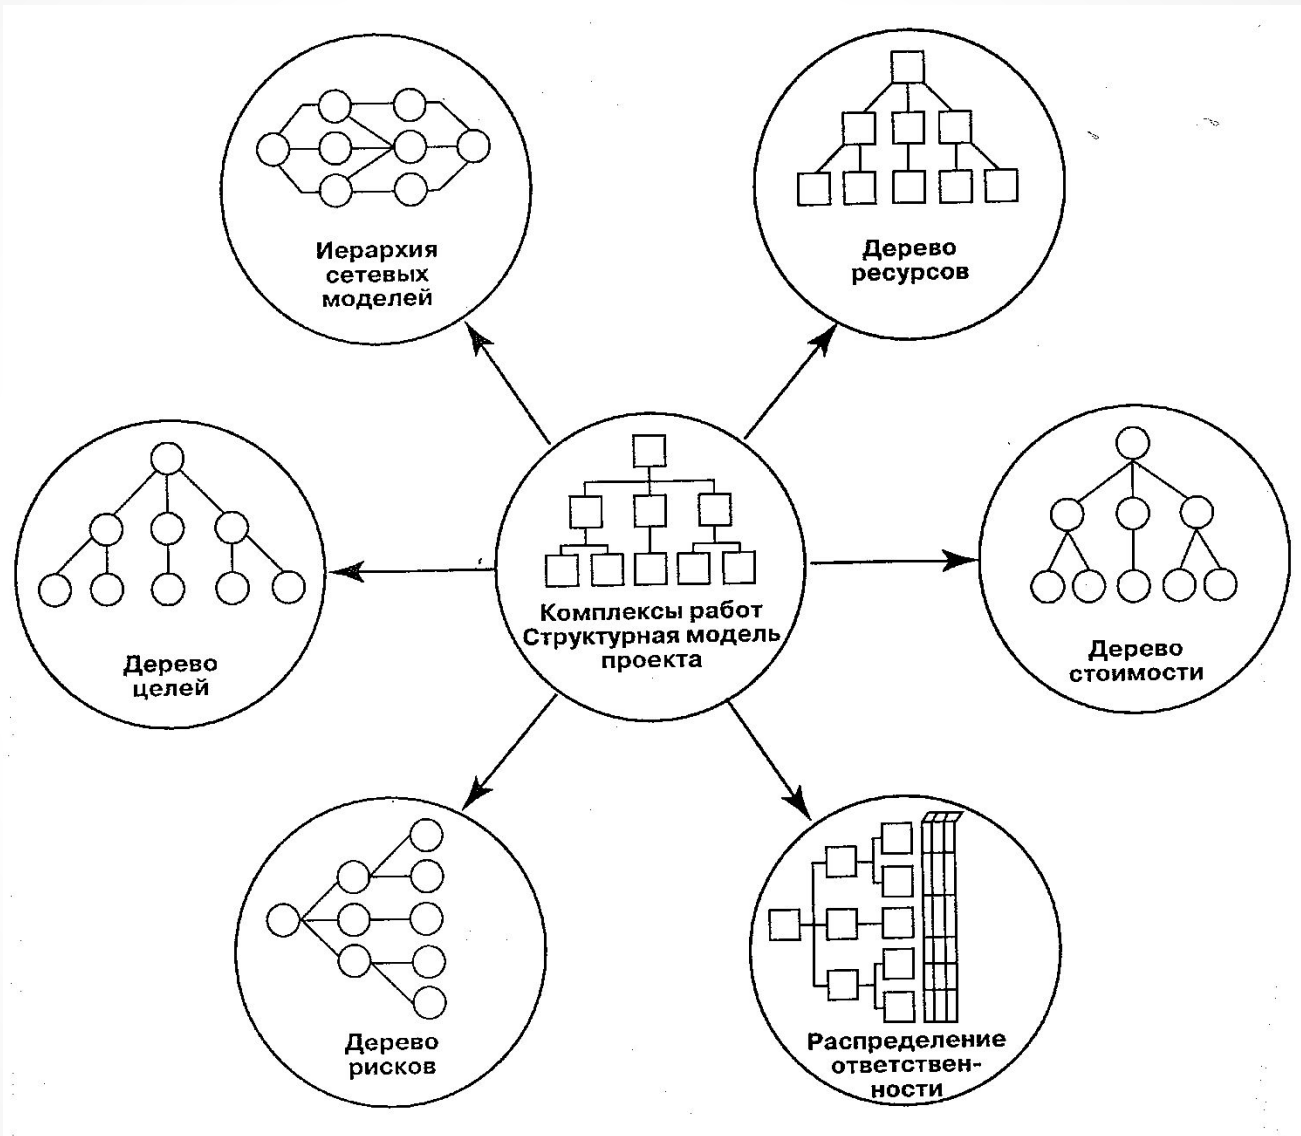 Иерархия
сетевых
моделей
Дерево
ресурсов
Дерево
целей
Комплексы работ
Структурная модель
проекта
Дерево
стоимости
Дерево
рисков
Распределение
ответствен-
ности